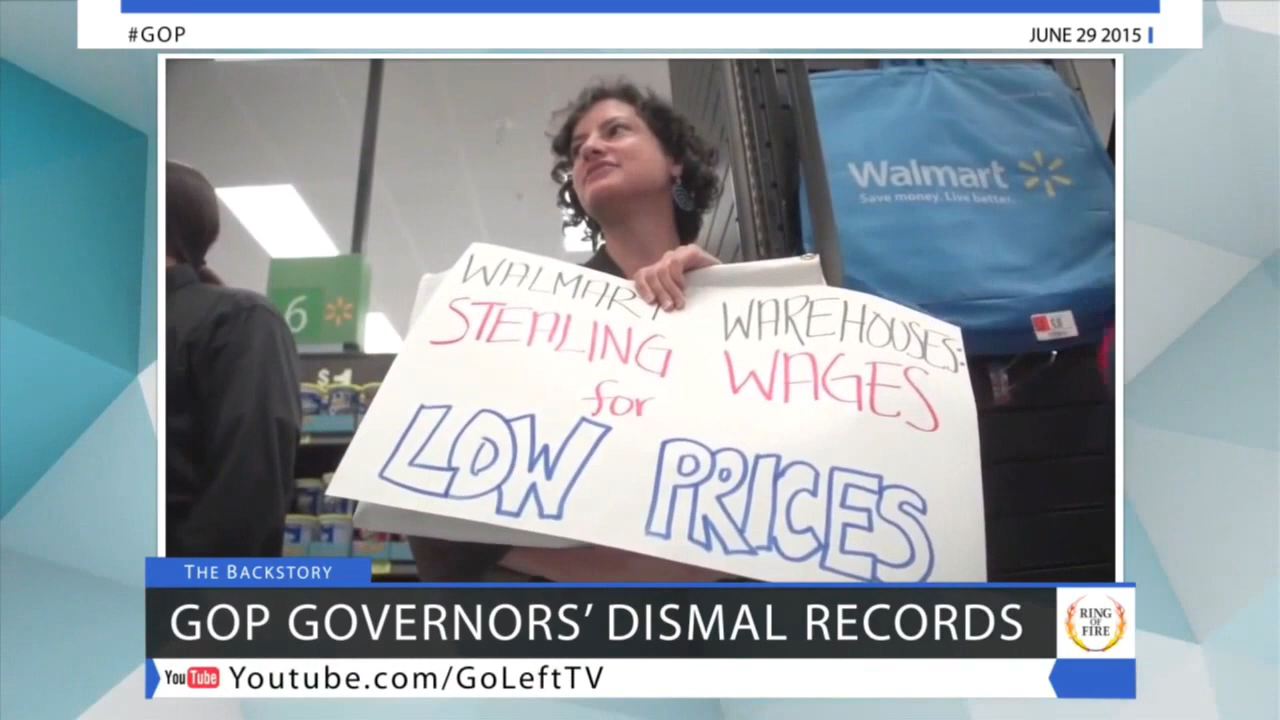 #GOP
JUNE 29 2015
Walmart
Save money. Live better.
6
WALMART WAREHOUSES:
STEALING WAGES
for
LOW PRICES
THE BACKSTORY
GOP GOVERNORS’ DISMAL RECORDS
RING
OF
FIRE
YouTube Youtube.com/GoLeftTV